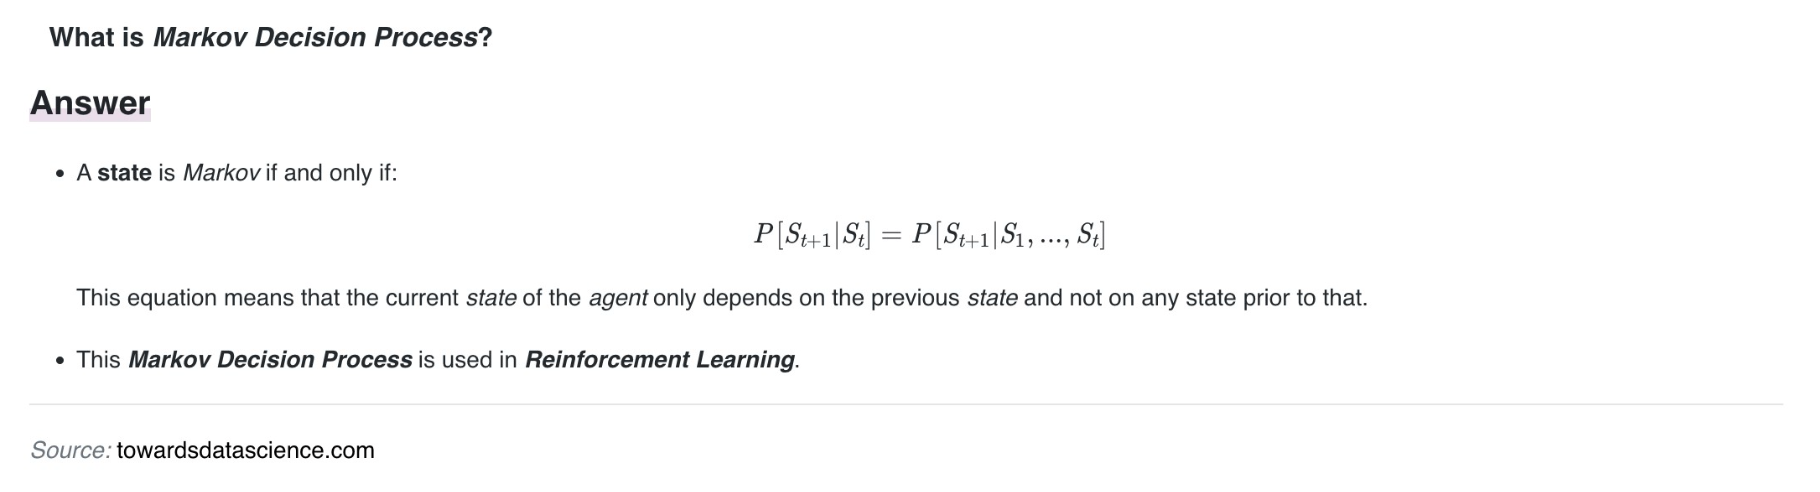 What is Markov Decision Process?
Answer
• A state is Markov if and only if:
P[S_{t+1}|S_t] = P[S_{t+1}|S_1, ..., S_t]
This equation means that the current state of the agent only depends on the previous state and not on any state prior to that.
• This Markov Decision Process is used in Reinforcement Learning.
Source: towardsdatascience.com